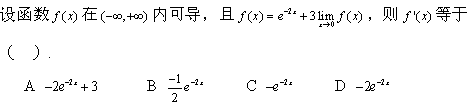 设函数 f(x) 在 (-∞,+∞) 内可导，且 f(x) = e^{-2x} + 3\lim_{x→0} f(x)，则 f'(x) 等于
（  ）.
A  -2e^{-2x}+3  B  \frac{-1}{2}e^{-2x}  C  -e^{-2x}  D  -2e^{-2x}